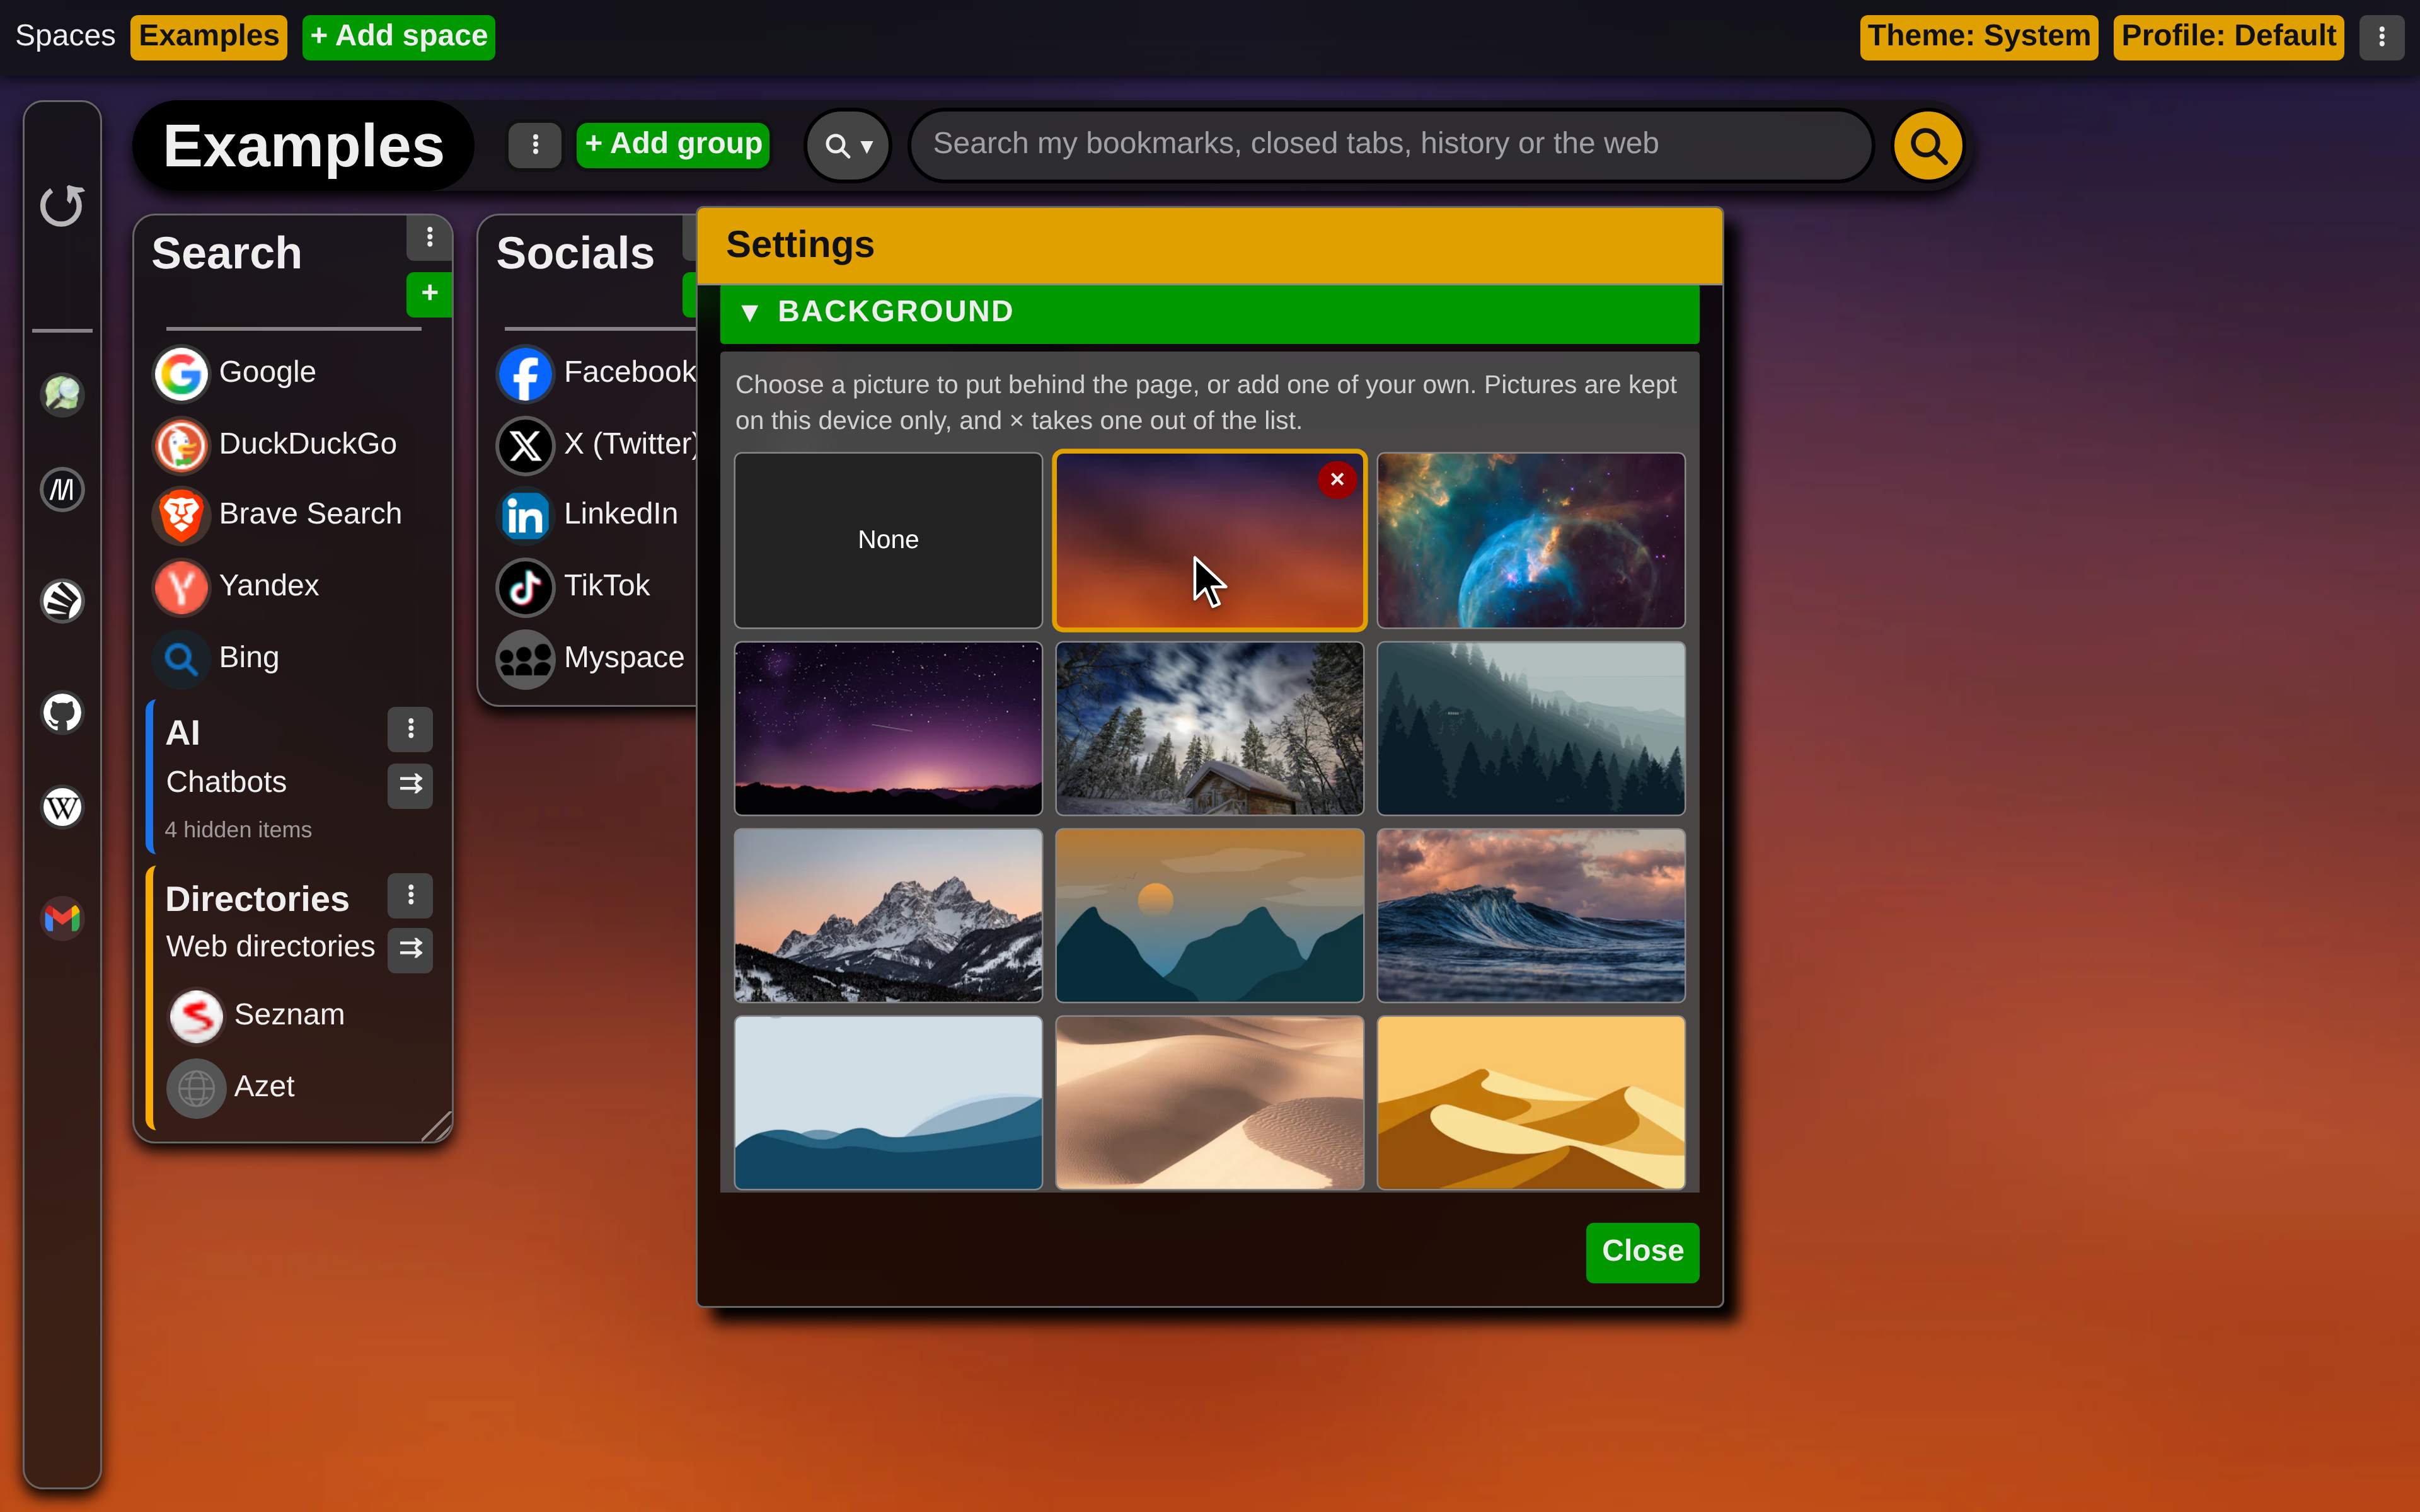 Spaces
Examples
+ Add space
Theme: System
Profile: Default
Examples
+ Add group
Search my bookmarks, closed tabs, history or the web
Search
+
Google
DuckDuckGo
Brave Search
Yandex
Bing
AI
Chatbots
4 hidden items
Directories
Web directories
Seznam
Azet
Socials
Facebook
X (Twitter)
LinkedIn
TikTok
Myspace
Settings
▼ BACKGROUND
Choose a picture to put behind the page, or add one of your own. Pictures are kept
on this device only, and × takes one out of the list.
None
×
Close